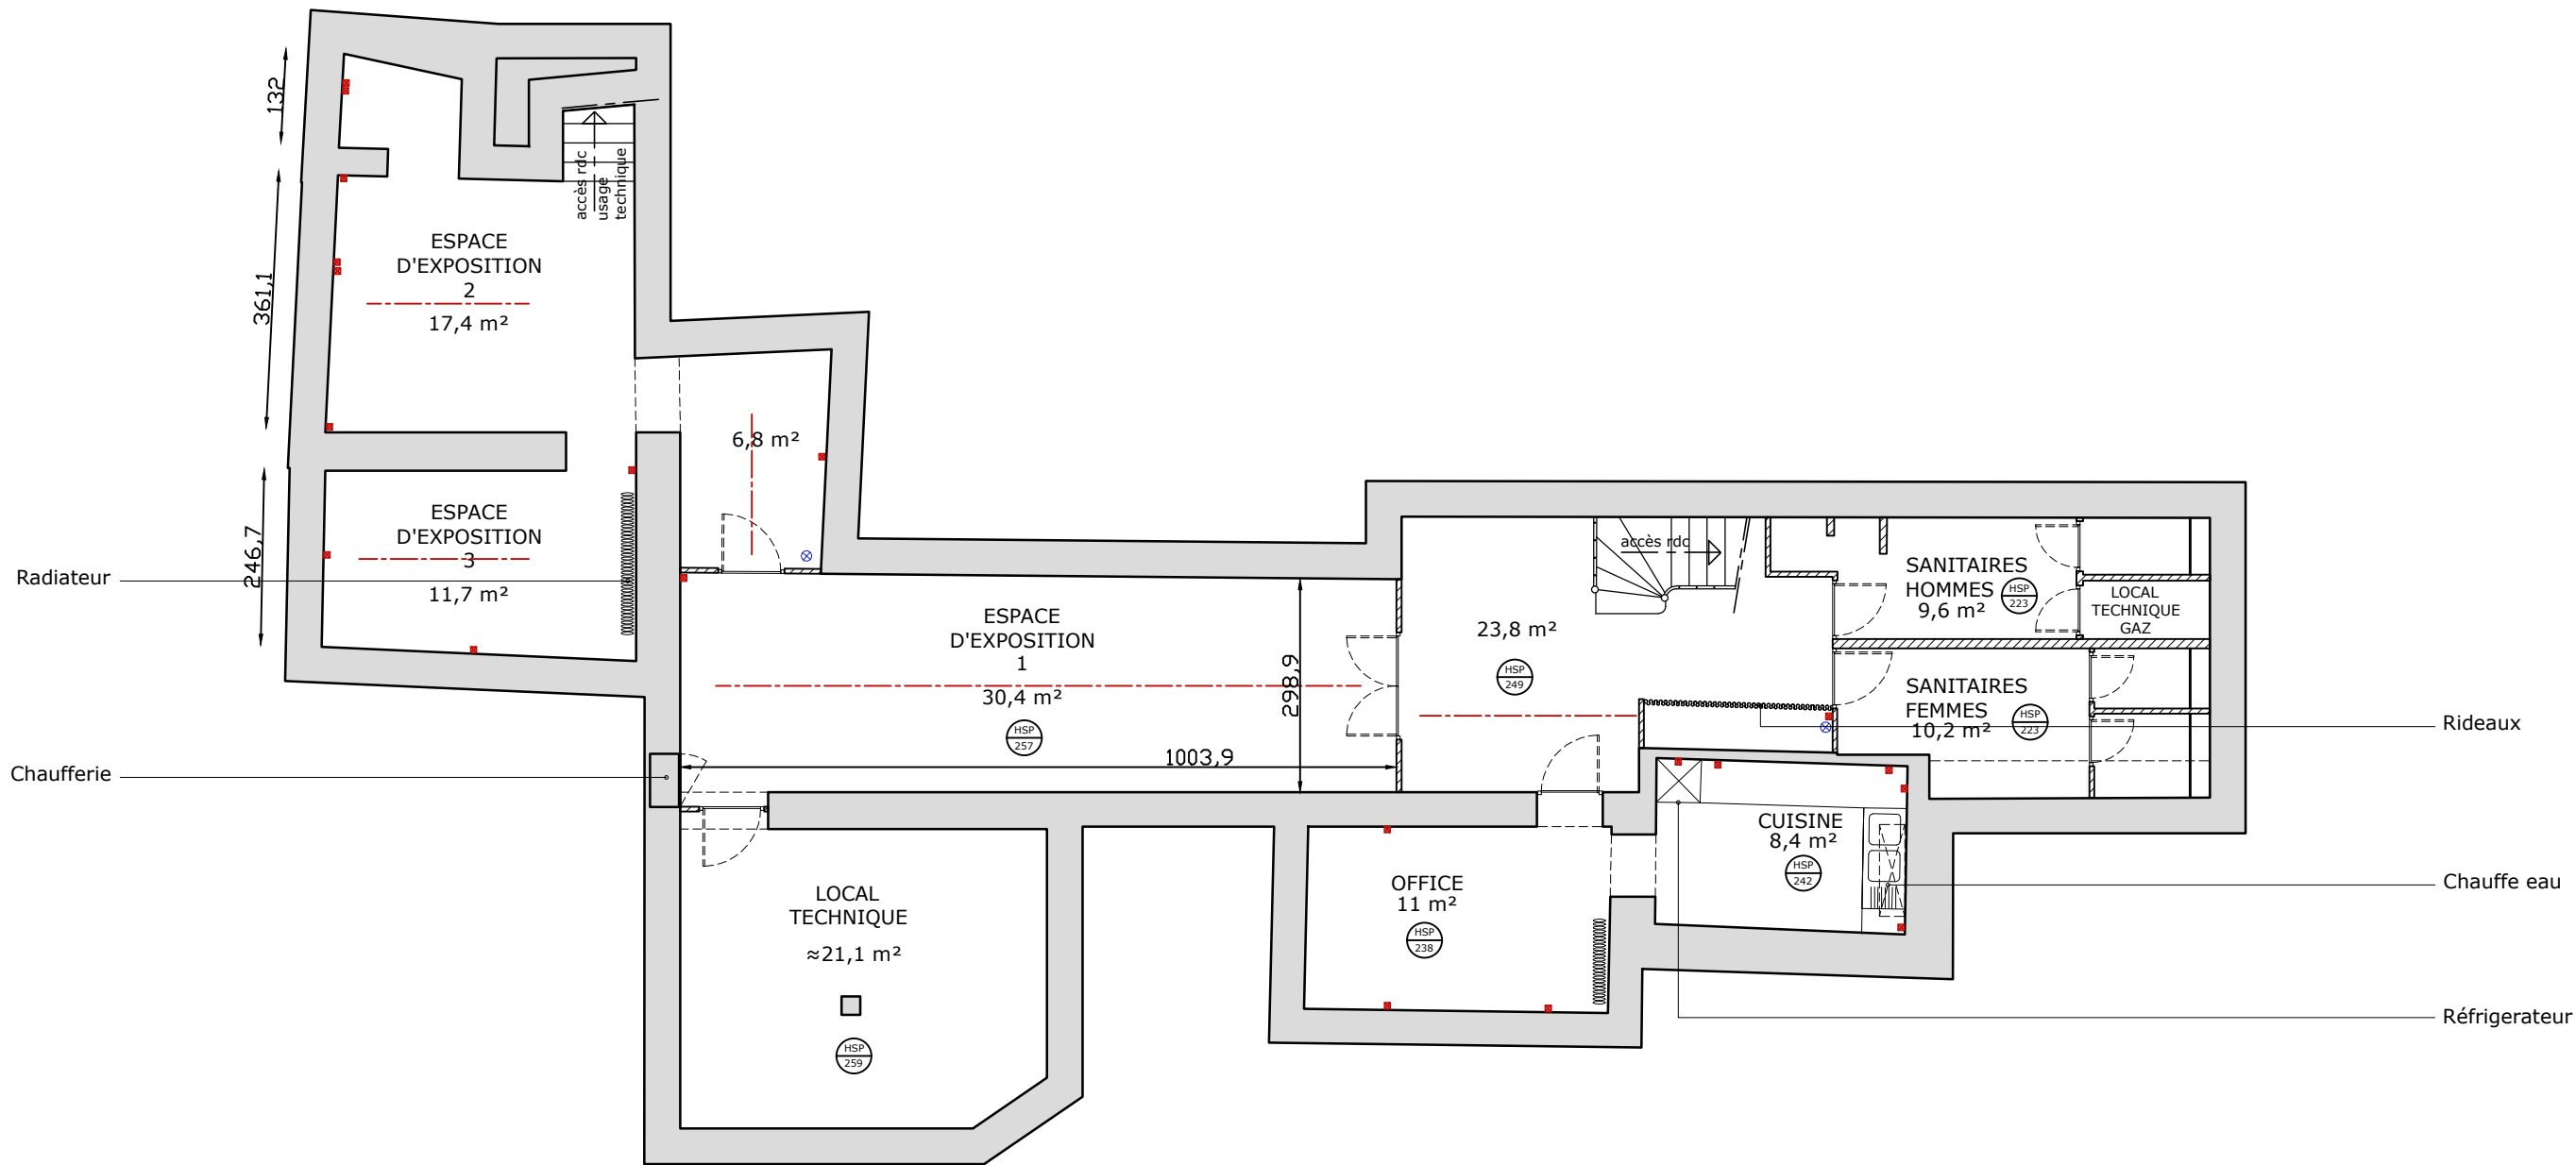 132
accès rdc
usage
technique
ESPACE
D'EXPOSITION
2
17,4 m²
361,1
6,8 m²
ESPACE
D'EXPOSITION
3
11,7 m²
246,7
Radiateur
Chaufferie
ESPACE
D'EXPOSITION
1
30,4 m²
HSP
257
298,9
1003,9
accès rdc
23,8 m²
HSP
249
SANITAIRES
HOMMES
9,6 m²
HSP
223
LOCAL
TECHNIQUE
GAZ
SANITAIRES
FEMMES
10,2 m²
HSP
223
Rideaux
CUISINE
8,4 m²
HSP
242
Chauffe eau
Réfrigerateur
OFFICE
11 m²
HSP
238
LOCAL
TECHNIQUE
≈21,1 m²
HSP
259